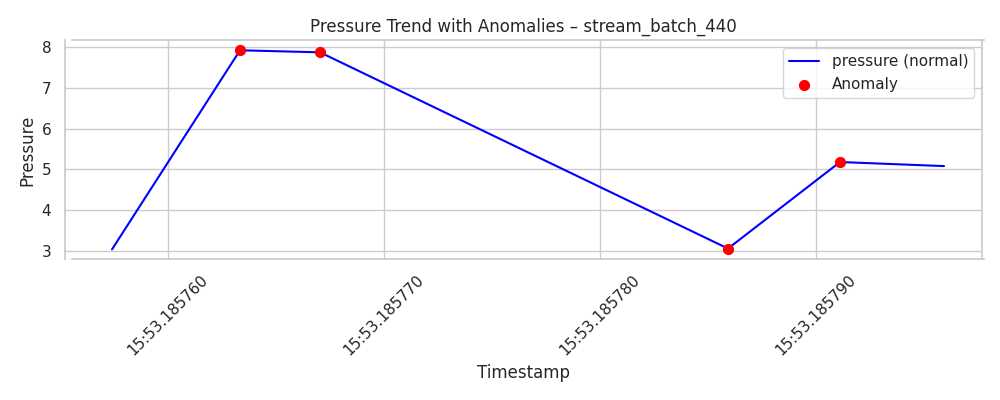 Pressure Trend with Anomalies – stream_batch_440
pressure (normal)
Anomaly
Pressure
8
7
6
5
4
3
15:53.185760
15:53.185770
15:53.185780
15:53.185790
Timestamp